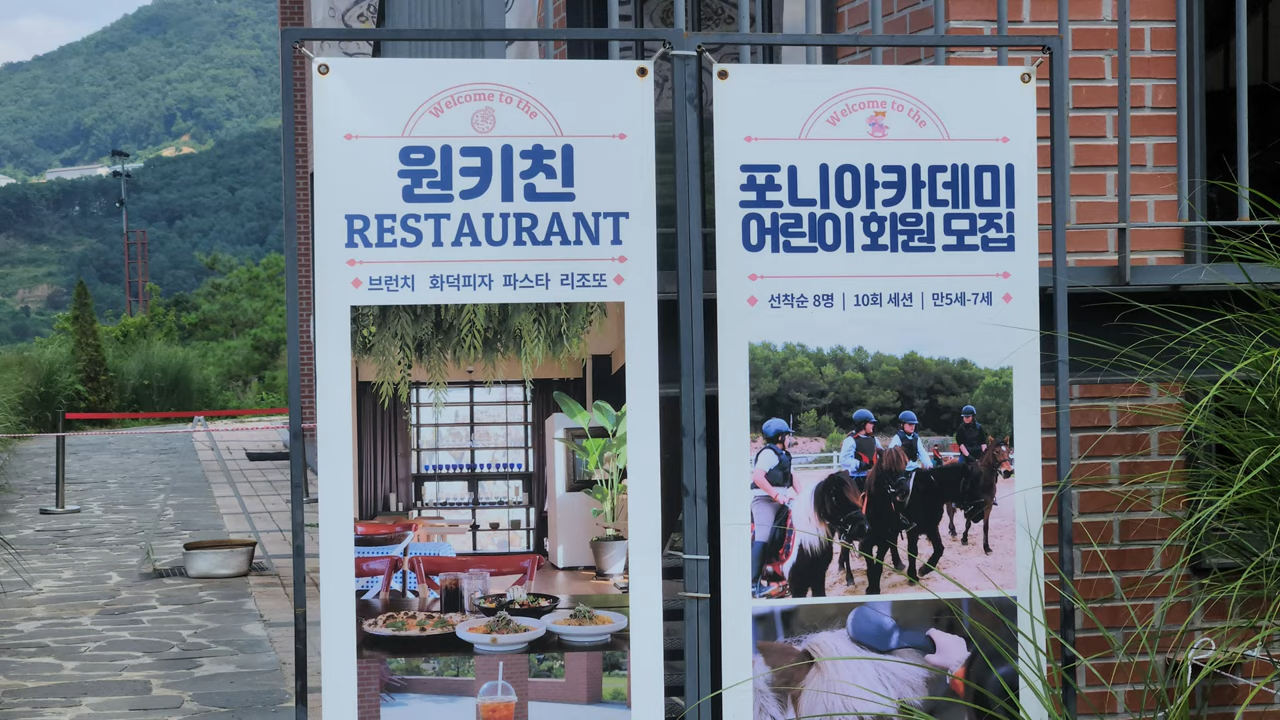 Welcome to the
원키친
RESTAURANT
브런치 화덕피자 파스타 리조또
Welcome to the
포니아카데미
어린이 회원 모집
선착순 8명 | 10회 세션 | 만5세-7세